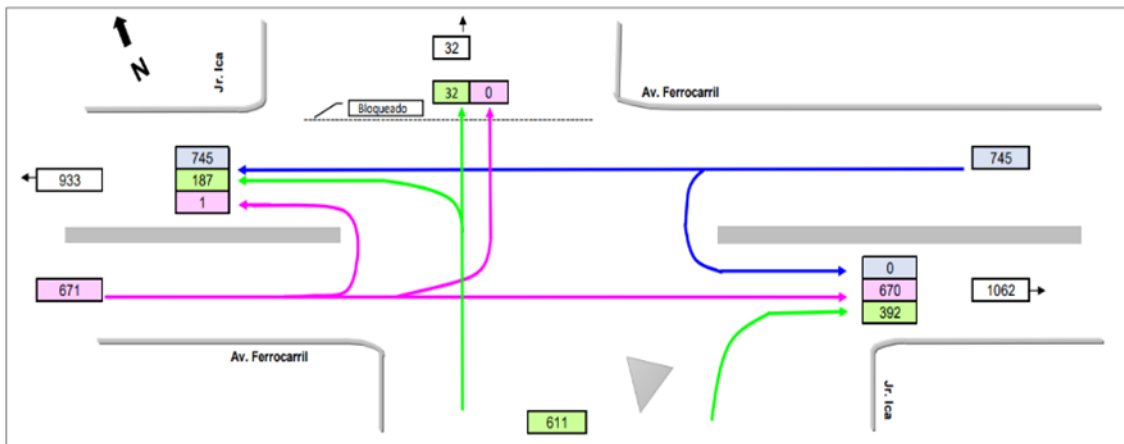 N
Jr. Ica
32
32 0
Bloqueado
Av. Ferrocarril
745
187
1
933
745
671
0
670
392
1062
Av. Ferrocarril
611
Jr. Ica